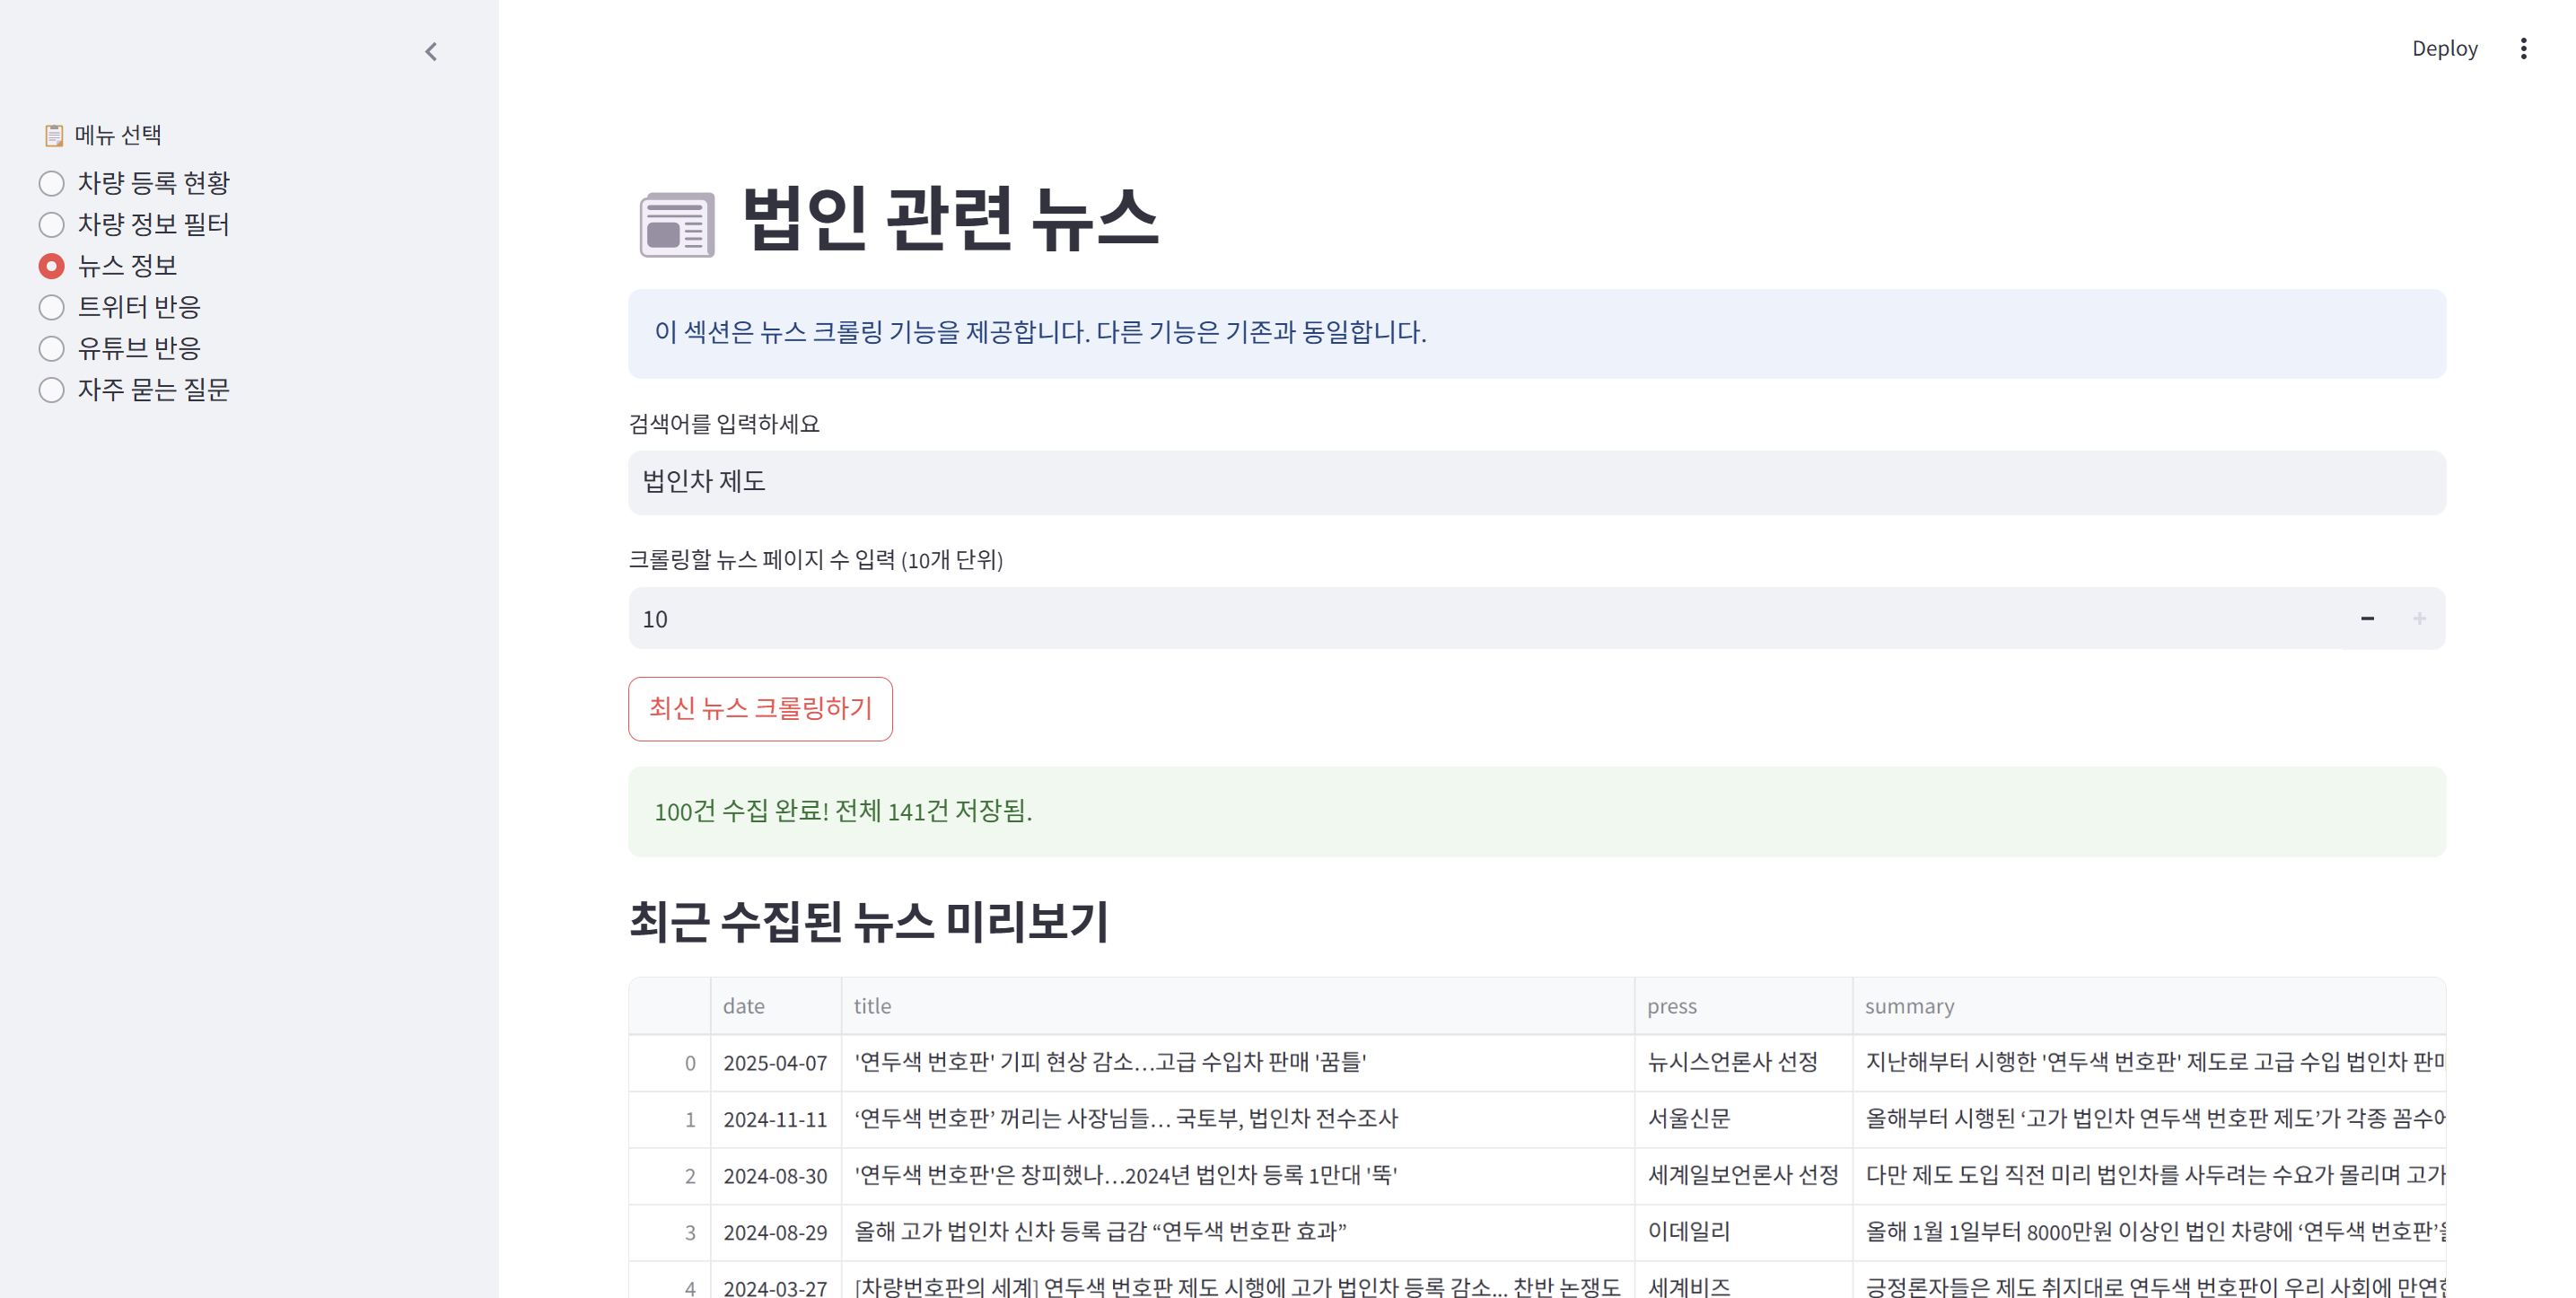 Deploy
메뉴 선택
차량 등록 현황
차량 정보 필터
뉴스 정보
트위터 반응
유튜브 반응
자주 묻는 질문
법인 관련 뉴스
이 섹션은 뉴스 크롤링 기능을 제공합니다. 다른 기능은 기존과 동일합니다.
검색어를 입력하세요
법인차 제도
크롤링할 뉴스 페이지 수 입력 (10개 단위)
10
최신 뉴스 크롤링하기
100건 수집 완료! 전체 141건 저장됨.
최근 수집된 뉴스 미리보기
date title press summary
0 2025-04-07 '연두색 번호판' 기피 현상 감소…고급 수입차 판매 '꿈틀' 뉴시스언론사 선정 지난해부터 시행한 '연두색 번호판' 제도로 고급 수입 법인차
1 2024-11-11 ‘연두색 번호판’ 꺼리는 사장님들… 국토부, 법인차 전수조사 서울신문 올해부터 시행된 ‘고가 법인차 연두색 번호판 제도’가 각종
2 2024-08-30 '연두색 번호판'은 창피했나…2024년 법인차 등록 1만대 '뚝' 세계일보언론사 선정 다만 제도 도입 직전 미리 법인차를 사두려는 수요가 몰리며 고가
3 2024-08-29 올해 고가 법인차 신차 등록 급감 “연두색 번호판 효과” 이데일리 올해 1월 1일부터 8000만원 이상인 법인 차량에 ‘연두색 번호판’을
4 2024-03-27 [차량번호판의 세계] 연두색 번호판 제도 시행에 고가 법인차 등록 감소... 찬반 논쟁도 세계비즈 긍정론자들은 제도 취지대로 연두색 번호판이 우리 사회에